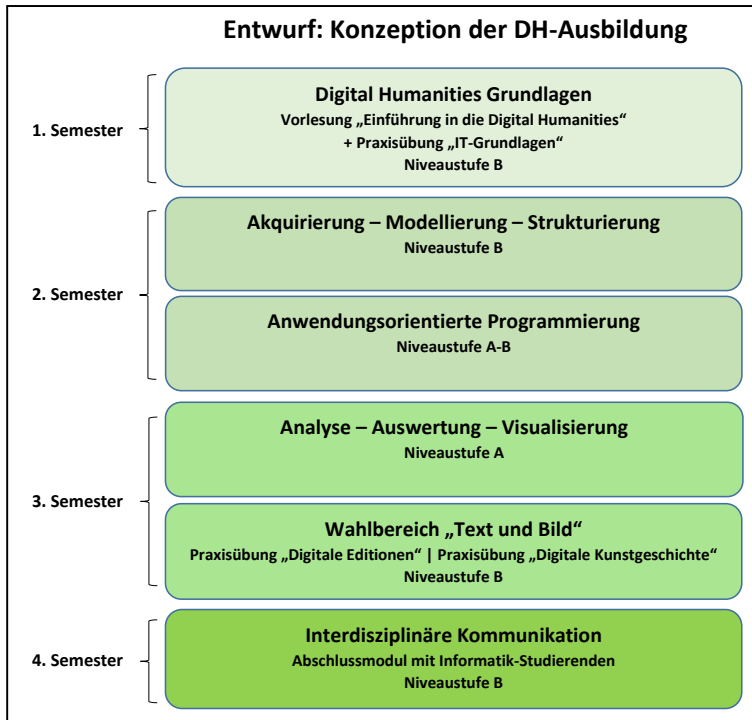 Entwurf: Konzeption der DH-Ausbildung
1. Semester
Digital Humanities Grundlagen
Vorlesung „Einführung in die Digital Humanities“
+ Praxisübung „IT-Grundlagen“
Niveaustufe B
2. Semester
Akquirierung – Modellierung – Strukturierung
Niveaustufe B
Anwendungsorientierte Programmierung
Niveaustufe A-B
3. Semester
Analyse – Auswertung – Visualisierung
Niveaustufe A
Wahlbereich „Text und Bild“
Praxisübung „Digitale Editionen“ | Praxisübung „Digitale Kunstgeschichte“
Niveaustufe B
4. Semester
Interdisziplinäre Kommunikation
Abschlussmodul mit Informatik-Studierenden
Niveaustufe B